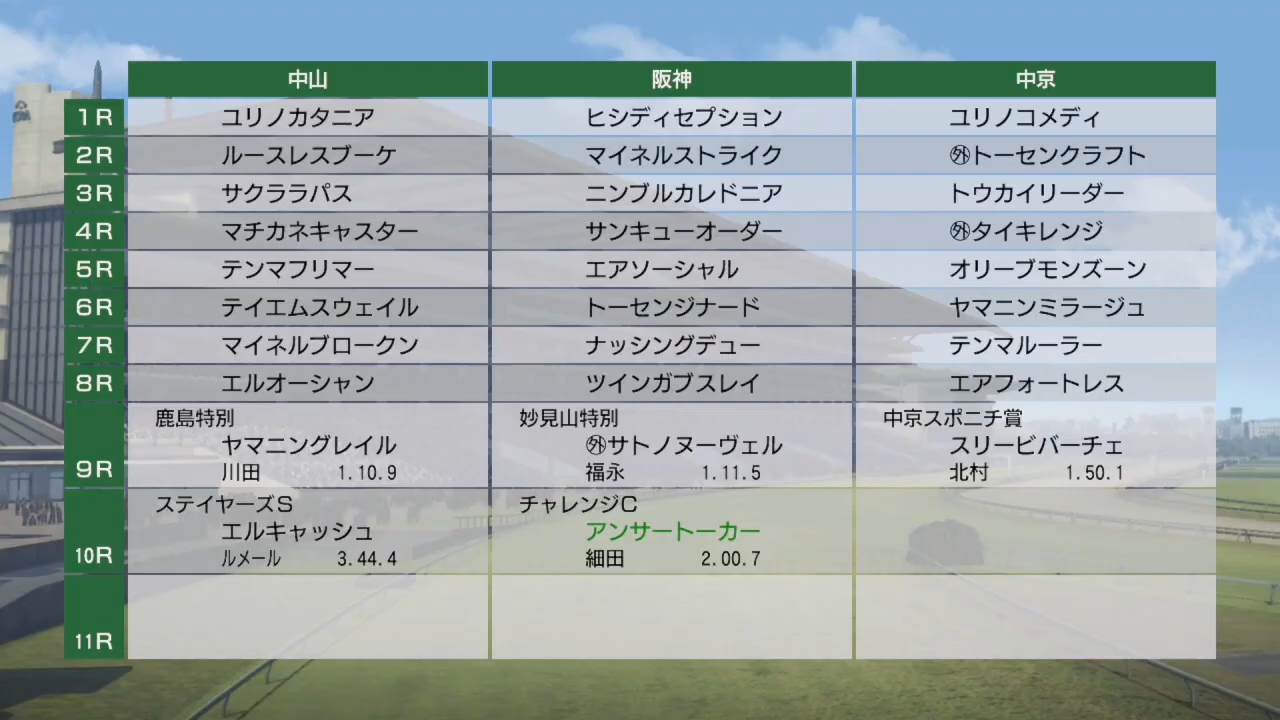 中山 阪神 中京
1R ユリノカタニア ヒシディセプション ユリノコメディ
2R ルースレスブーケ マイネルストライク ㊕トーセンクラフト
3R サクララパス ニンブルカレドニア トウカイリーダー
4R マチカネキャスター サンキューオーダー ㊕タイキレンジ
5R テンマフリマー エアソーシャル オリーブモンズーン
6R テイエムスウェイル トーセンジナード ヤマニンミラージュ
7R マイネルブロークン ナッシングデュー テンマルーラー
8R エルオーシャン ツインガブスレイ エアフォートレス
鹿島特別 妙見山特別 中京スポニチ賞
ヤマニングレイル 外サトノヌーヴェル スリービバーチェ
9R 川田 1.10.9 福永 1.11.5 北村 1.50.1
ステイヤーズS チャレンジC
エルキャッシュ アンサートーカー
10R ルメール 3.44.4 細田 2.00.7
11R